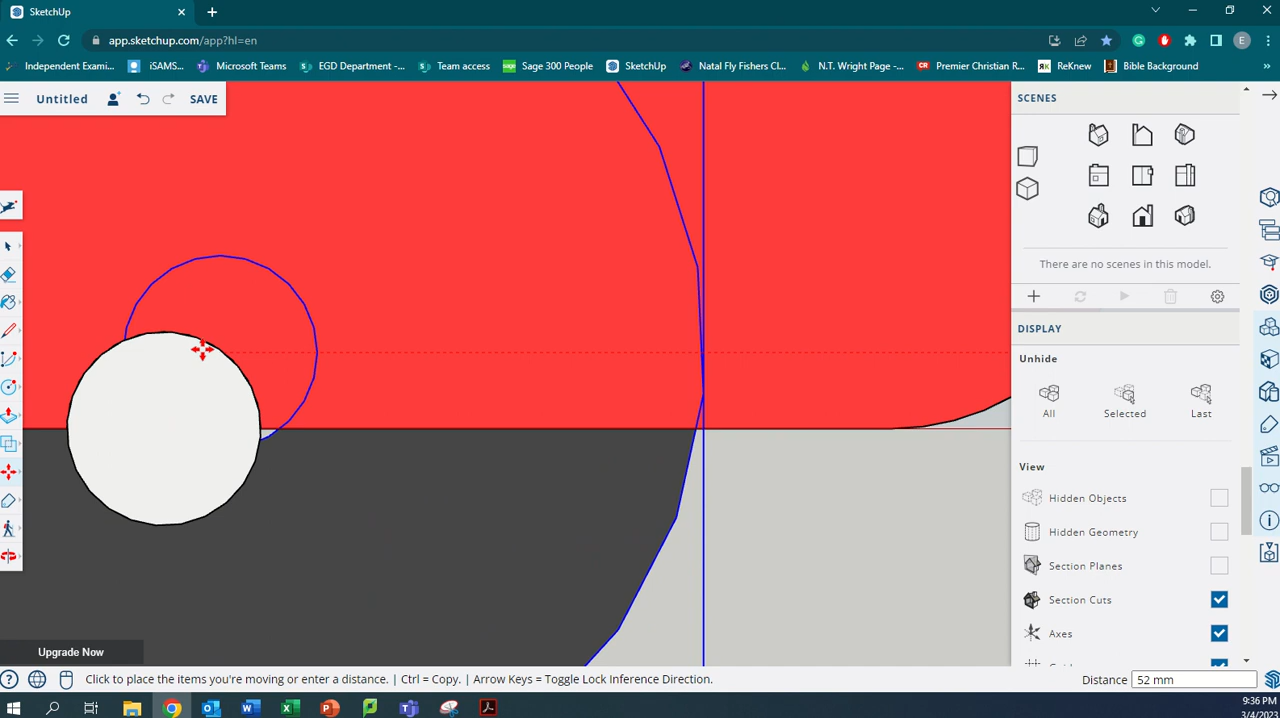 SketchUp
app.sketchup.com/app?hl=en
E
Independent Exami... iSAMS... Microsoft Teams EGD Department -... Team access Sage 300 People SketchUp Natal Fly Fishers Cl... N.T. Wright Page -... Premier Christian R... ReKnew Bible Background »
Untitled SAVE
SCENES
There are no scenes in this model.
DISPLAY
Unhide
All Selected Last
View
Hidden Objects
Hidden Geometry
Section Planes
Section Cuts
Axes
Upgrade Now
Click to place the items you're moving or enter a distance. | Ctrl = Copy. | Arrow Keys = Toggle Lock Inference Direction. Distance 52 mm
9:36 PM
3/4/2023